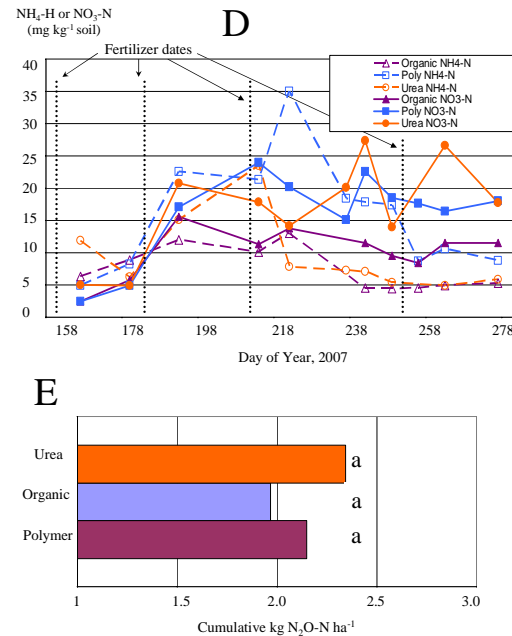 NH4-H or NO3-N
(mg kg-1 soil)
D
Fertilizer dates
Organic NH4-N
Poly NH4-N
Urea NH4-N
Organic NO3-N
Poly NO3-N
Urea NO3-N
40
35
30
25
20
15
10
5
0
158 178 198 218 238 258 278
Day of Year, 2007
E
Urea a
Organic a
Polymer a
1 1.5 2.0 2.5 3.0
Cumulative kg N2O-N ha-1